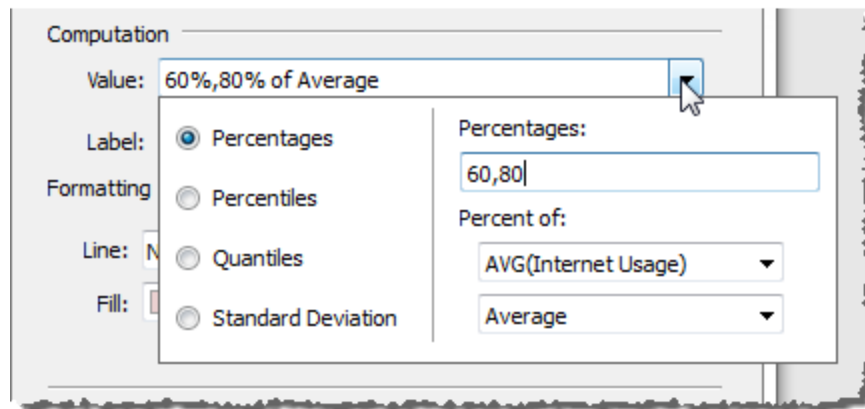 Computation
Value: 60%,80% of Average
Label:
Formatting
Line: N
Fill:
Percentages
Percentiles
Quantiles
Standard Deviation
Percentages:
60,80
Percent of:
AVG(Internet Usage)
Average